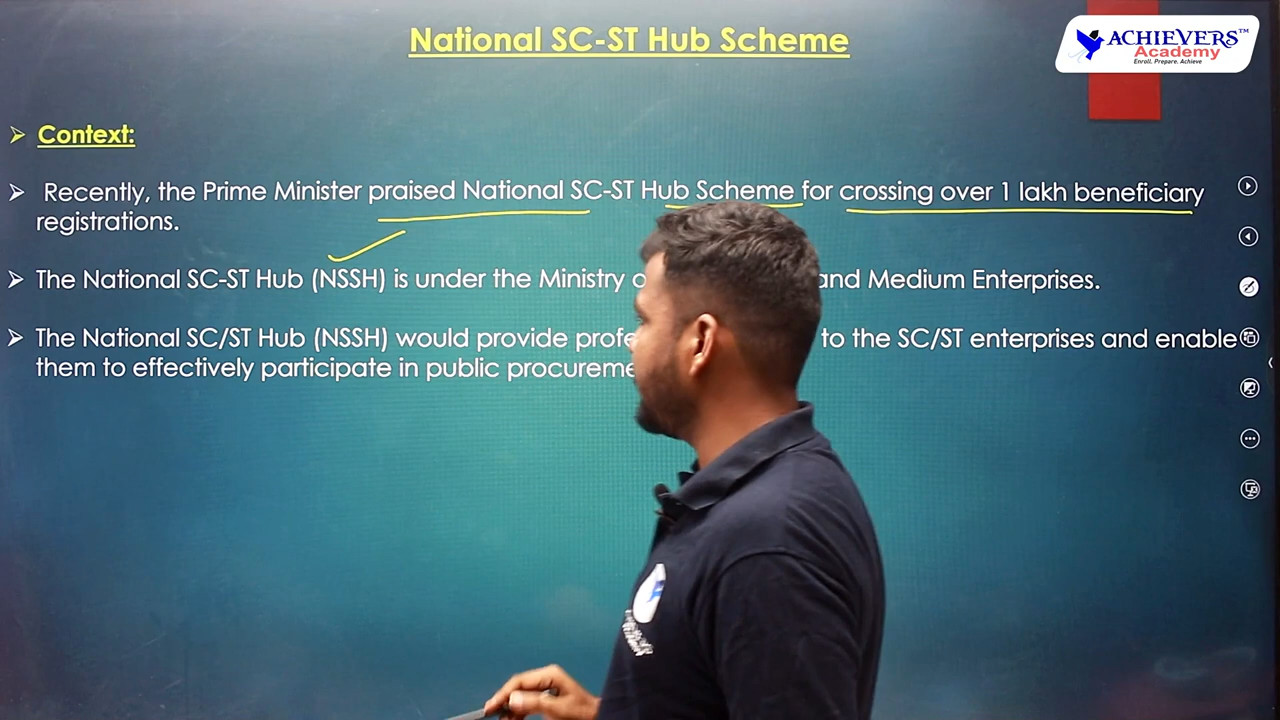 National SC-ST Hub Scheme
ACHIEVERS™
Academy
Enroll. Prepare. Achieve
Context:
Recently, the Prime Minister praised National SC-ST Hub Scheme for crossing over 1 lakh beneficiary
registrations.
The National SC-ST Hub (NSSH) is under the Ministry and Medium Enterprises.
The National SC/ST Hub (NSSH) would provide to the SC/ST enterprises and enable
them to effectively participate in public